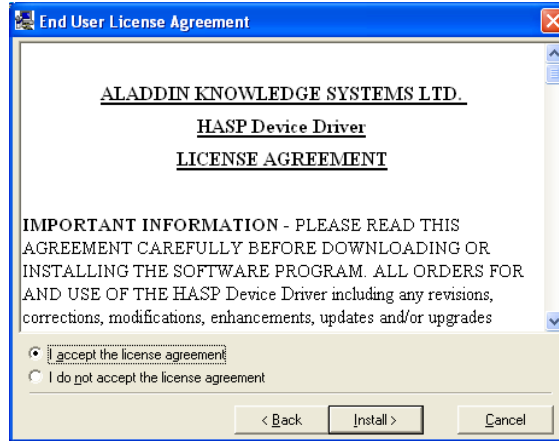 End User License Agreement
ALADDIN KNOWLEDGE SYSTEMS LTD.
HASP Device Driver
LICENSE AGREEMENT
IMPORTANT INFORMATION - PLEASE READ THIS
AGREEMENT CAREFULLY BEFORE DOWNLOADING OR
INSTALLING THE SOFTWARE PROGRAM. ALL ORDERS FOR
AND USE OF THE HASP Device Driver including any revisions,
corrections, modifications, enhancements, updates and/or upgrades
I accept the license agreement
I do not accept the license agreement
< Back Install > Cancel